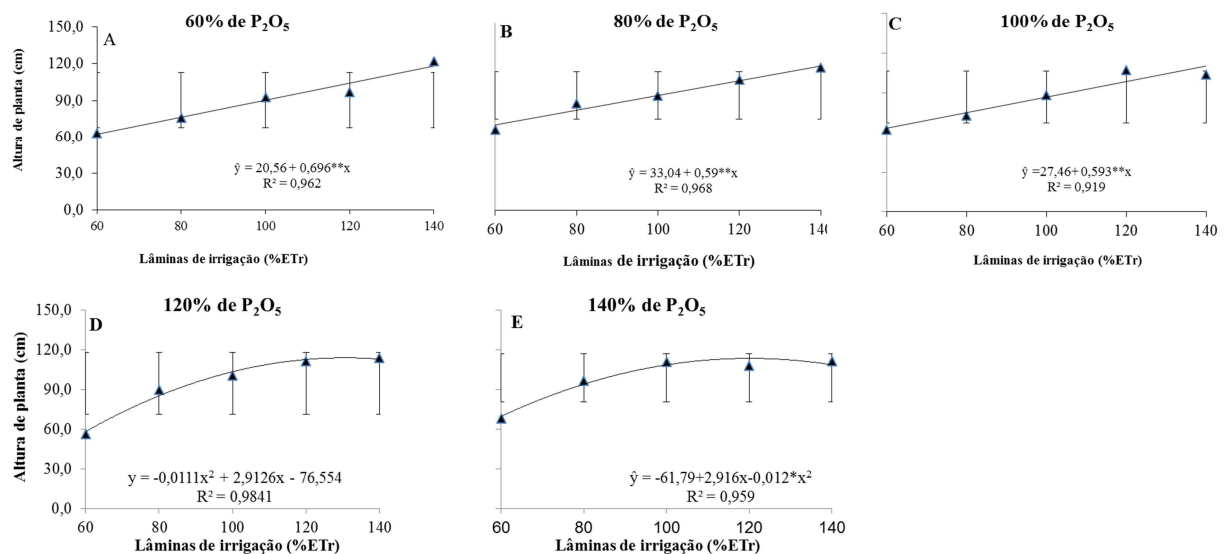 60% de P₂O₅
A
Altura de planta (cm)
150,0
120,0
90,0
60,0
30,0
0,0
ŷ = 20,56 + 0,696**x
R² = 0,962
60 80 100 120 140
Lâminas de irrigação (%ETr)
80% de P₂O₅
B
ŷ = 33,04 + 0,59**x
R² = 0,968
60 80 100 120 140
Lâminas de irrigação (%ETr)
100% de P₂O₅
C
ŷ =27,46+ 0,593**x
R² = 0,919
60 80 100 120 140
Lâminas de irrigação (%ETr)
120% de P₂O₅
D
Altura de planta (cm)
150,0
120,0
90,0
60,0
30,0
0,0
y = -0,0111x² + 2,9126x - 76,554
R² = 0,9841
60 80 100 120 140
Lâminas de irrigação (%ETr)
140% de P₂O₅
E
ŷ = -61,79+2,916x-0,012*x²
R² = 0,959
60 80 100 120 140
Lâminas de irrigação (%ETr)